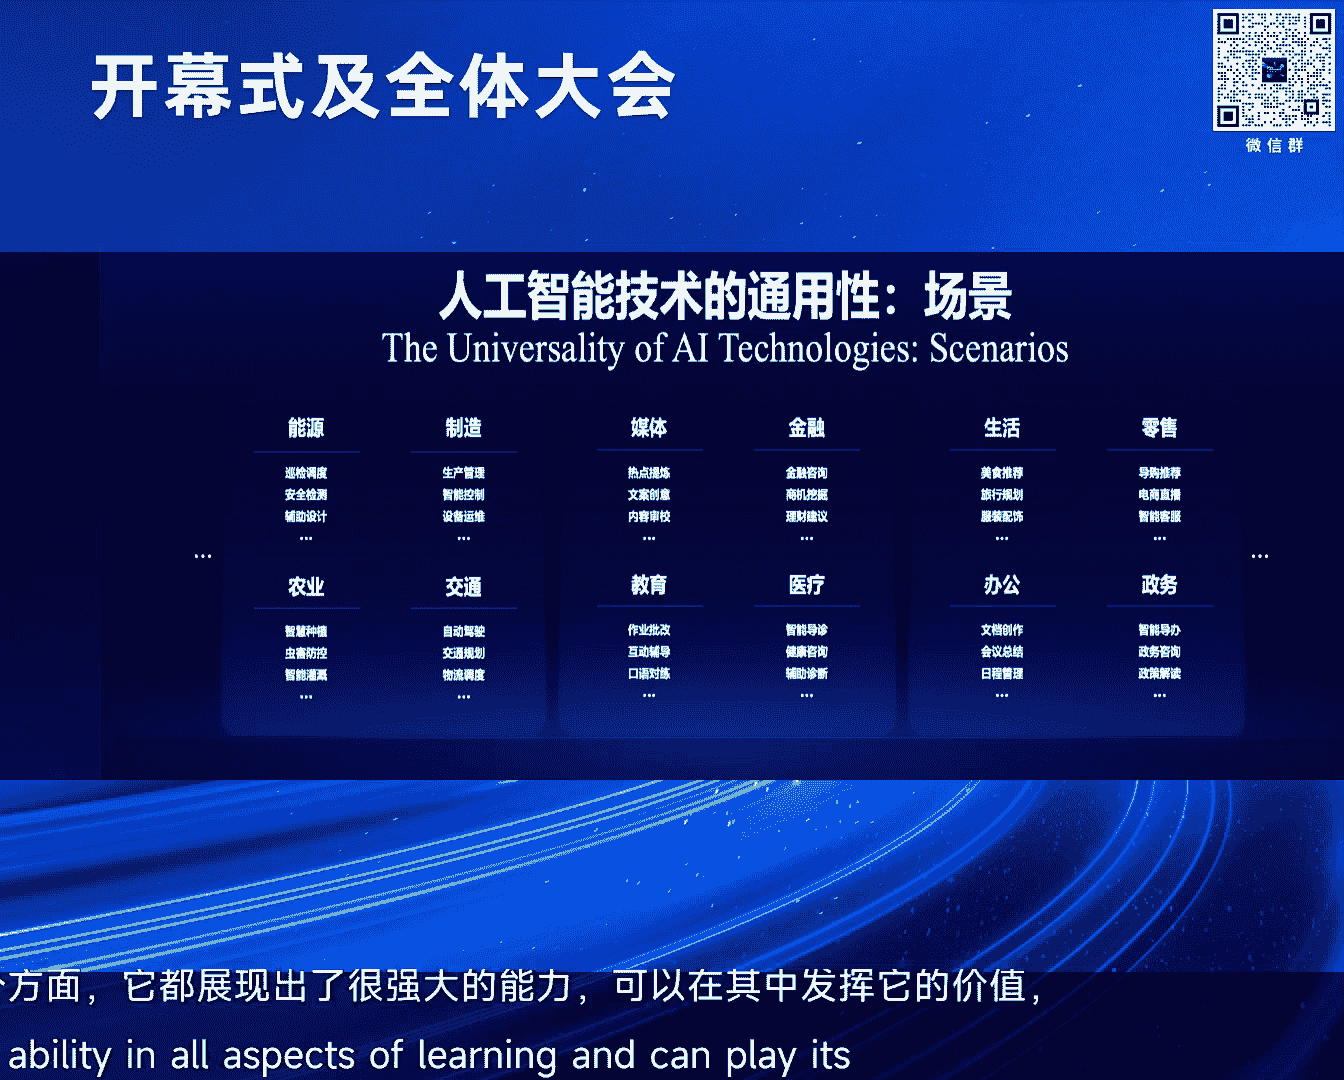 开幕式及全体大会
微信群
人工智能技术的通用性：场景
The Universality of AI Technologies: Scenarios
能源
巡检调度
安全检测
辅助设计
...
制造
生产管理
智能控制
设备运维
...
媒体
热点提炼
文案创意
内容审校
...
金融
金融咨询
商机挖掘
理财建议
...
生活
美食推荐
旅行规划
服装配饰
...
零售
导购推荐
电商直播
智能客服
...
...
...
农业
智慧种植
虫害防控
智能灌溉
...
交通
自动驾驶
交通规划
物流调度
...
教育
作业批改
互动辅导
口语对练
...
医疗
智能导诊
健康咨询
辅助诊断
...
办公
文档创作
会议总结
日程管理
...
政务
智能导办
政务咨询
政策解读
...
方面，它都展现出了很强大的能力，可以在其中发挥它的价值，
ability in all aspects of learning and can play its